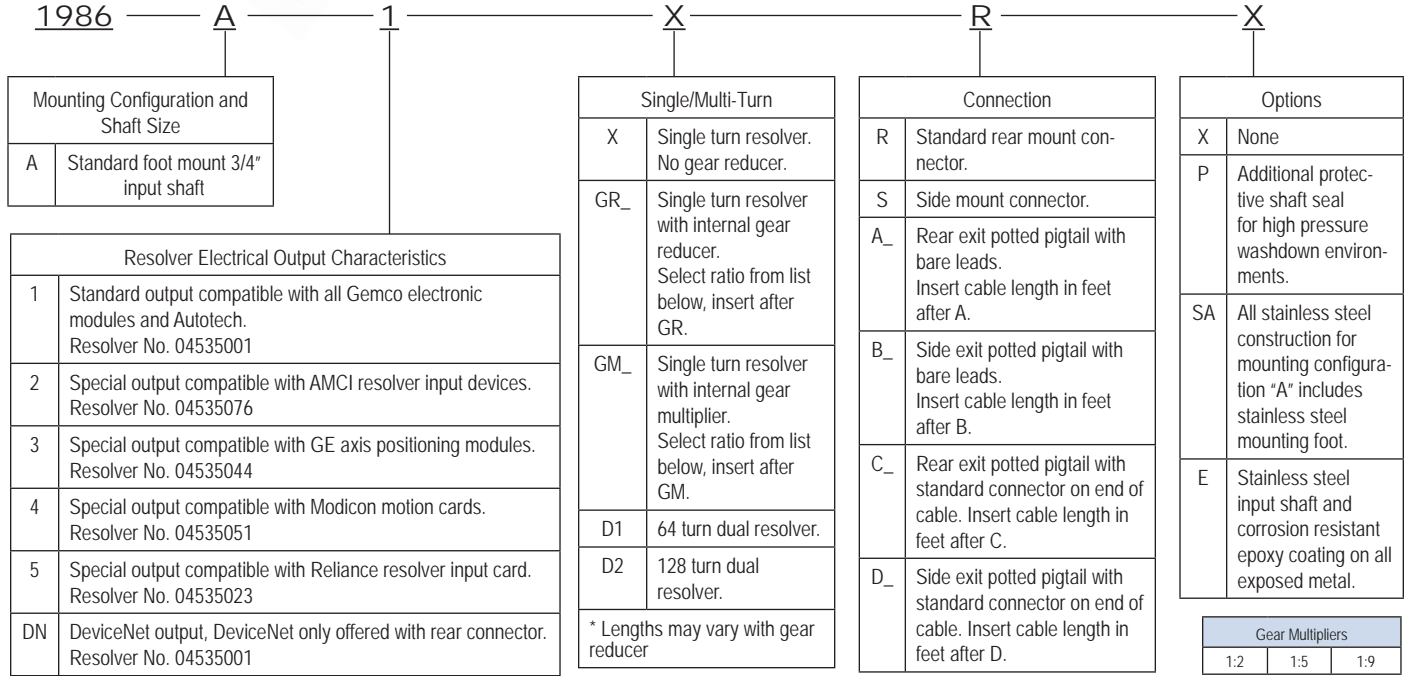 1986 A 1 X R X
Mounting Configuration and
Shaft Size
A Standard foot mount 3/4"
input shaft
Resolver Electrical Output Characteristics
1 Standard output compatible with all Gemco electronic
modules and Autotech.
Resolver No. 04535001
2 Special output compatible with AMCI resolver input devices.
Resolver No. 04535076
3 Special output compatible with GE axis positioning modules.
Resolver No. 04535044
4 Special output compatible with Modicon motion cards.
Resolver No. 04535051
5 Special output compatible with Reliance resolver input card.
Resolver No. 04535023
DN DeviceNet output, DeviceNet only offered with rear connector.
Resolver No. 04535001
Single/Multi-Turn
X Single turn resolver.
No gear reducer.
GR_ Single turn resolver
with internal gear
reducer.
Select ratio from list
below, insert after
GR.
GM_ Single turn resolver
with internal gear
multiplier.
Select ratio from list
below, insert after
GM.
D1 64 turn dual resolver.
D2 128 turn dual
resolver.
* Lengths may vary with gear
reducer
Connection
R Standard rear mount con-
nector.
S Side mount connector.
A_ Rear exit potted pigtail with
bare leads.
Insert cable length in feet
after A.
B_ Side exit potted pigtail with
bare leads.
Insert cable length in feet
after B.
C_ Rear exit potted pigtail with
standard connector on end of
cable. Insert cable length in
feet after C.
D_ Side exit potted pigtail with
standard connector on end of
cable. Insert cable length in
feet after D.
Options
X None
P Additional protec-
tive shaft seal
for high pressure
washdown environ-
ments.
SA All stainless steel
construction for
mounting configura-
tion "A" includes
stainless steel
mounting foot.
E Stainless steel
input shaft and
corrosion resistant
epoxy coating on all
exposed metal.
Gear Multipliers
1:2 1:5 1:9